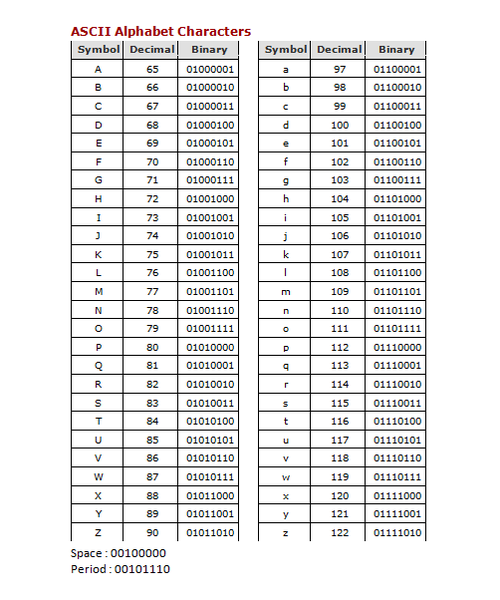 ASCII Alphabet Characters
Symbol Decimal Binary Symbol Decimal Binary
A 65 01000001 a 97 01100001
B 66 01000010 b 98 01100010
C 67 01000011 c 99 01100011
D 68 01000100 d 100 01100100
E 69 01000101 e 101 01100101
F 70 01000110 f 102 01100110
G 71 01000111 g 103 01100111
H 72 01001000 h 104 01101000
I 73 01001001 i 105 01101001
J 74 01001010 j 106 01101010
K 75 01001011 k 107 01101011
L 76 01001100 l 108 01101100
M 77 01001101 m 109 01101101
N 78 01001110 n 110 01101110
O 79 01001111 o 111 01101111
P 80 01010000 p 112 01110000
Q 81 01010001 q 113 01110001
R 82 01010010 r 114 01110010
S 83 01010011 s 115 01110011
T 84 01010100 t 116 01110100
U 85 01010101 u 117 01110101
V 86 01010110 v 118 01110110
W 87 01010111 w 119 01110111
X 88 01011000 x 120 01111000
Y 89 01011001 y 121 01111001
Z 90 01011010 z 122 01111010
Space : 00100000
Period : 00101110